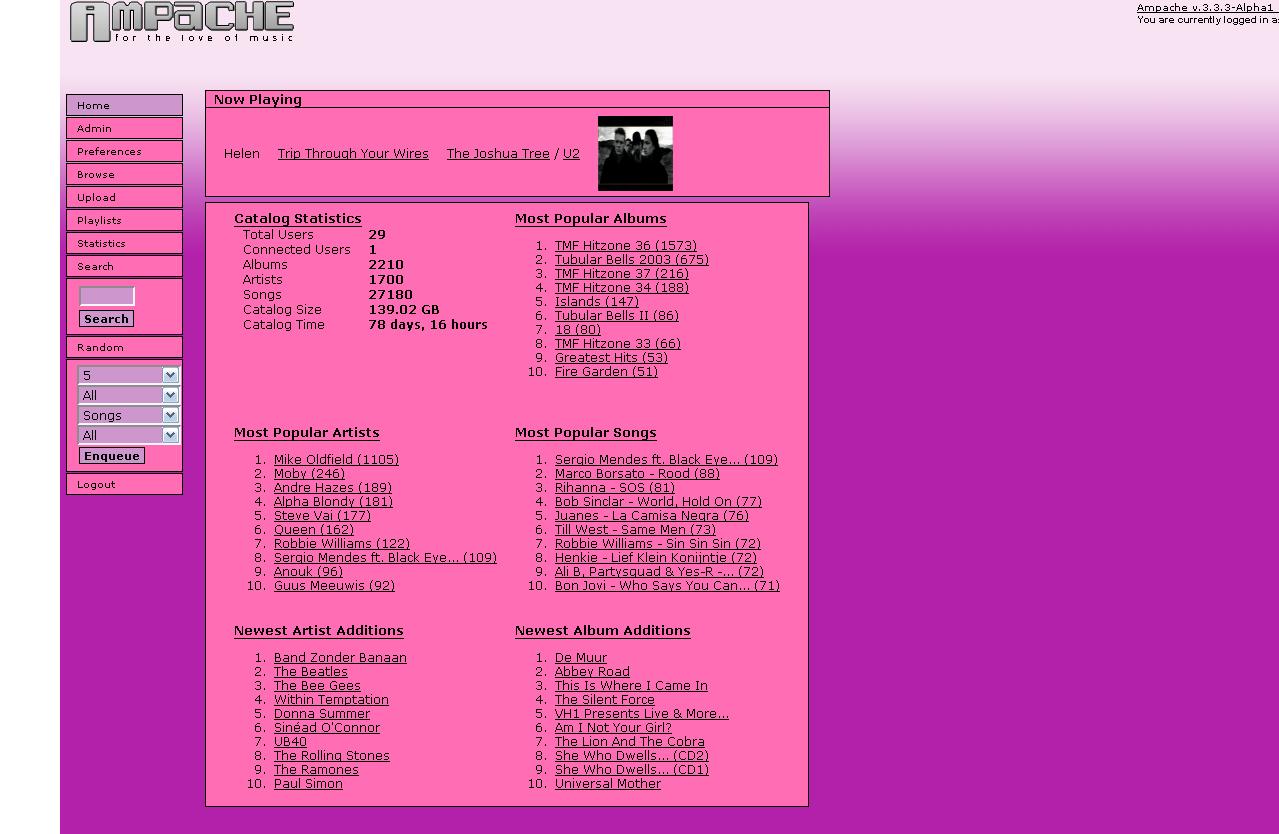 AMPACHE
for the love of music
Ampache v.3.3.3-Alpha1
You are currently logged in as
Home
Admin
Preferences
Browse
Upload
Playlists
Statistics
Search
Search
Random
5
All
Songs
All
Enqueue
Logout
Now Playing
Helen Trip Through Your Wires The Joshua Tree / U2
Catalog Statistics
Total Users 29
Connected Users 1
Albums 2210
Artists 1700
Songs 27180
Catalog Size 139.02 GB
Catalog Time 78 days, 16 hours
Most Popular Albums
1. TMF Hitzone 36 (1573)
2. Tubular Bells 2003 (675)
3. TMF Hitzone 37 (216)
4. TMF Hitzone 34 (188)
5. Islands (147)
6. Tubular Bells II (86)
7. 18 (80)
8. TMF Hitzone 33 (66)
9. Greatest Hits (53)
10. Fire Garden (51)
Most Popular Artists
1. Mike Oldfield (1105)
2. Moby (246)
3. Andre Hazes (189)
4. Alpha Blondy (181)
5. Steve Vai (177)
6. Queen (162)
7. Robbie Williams (122)
8. Sergio Mendes ft. Black Eye... (109)
9. Anouk (96)
10. Guus Meeuwis (92)
Most Popular Songs
1. Sergio Mendes ft. Black Eye... (109)
2. Marco Borsato - Rood (88)
3. Rihanna - SOS (81)
4. Bob Sinclar - World, Hold On (77)
5. Juanes - La Camisa Negra (76)
6. Till West - Same Men (73)
7. Robbie Williams - Sin Sin Sin (72)
8. Henkie - Lief Klein Konijntje (72)
9. Ali B, Partysquad & Yes-R -... (72)
10. Bon Jovi - Who Says You Can... (71)
Newest Artist Additions
1. Band Zonder Banaan
2. The Beatles
3. The Bee Gees
4. Within Temptation
5. Donna Summer
6. Sinéad O'Connor
7. UB40
8. The Rolling Stones
9. The Ramones
10. Paul Simon
Newest Album Additions
1. De Muur
2. Abbey Road
3. This Is Where I Came In
4. The Silent Force
5. VH1 Presents Live & More...
6. Am I Not Your Girl?
7. The Lion And The Cobra
8. She Who Dwells... (CD2)
9. She Who Dwells... (CD1)
10. Universal Mother